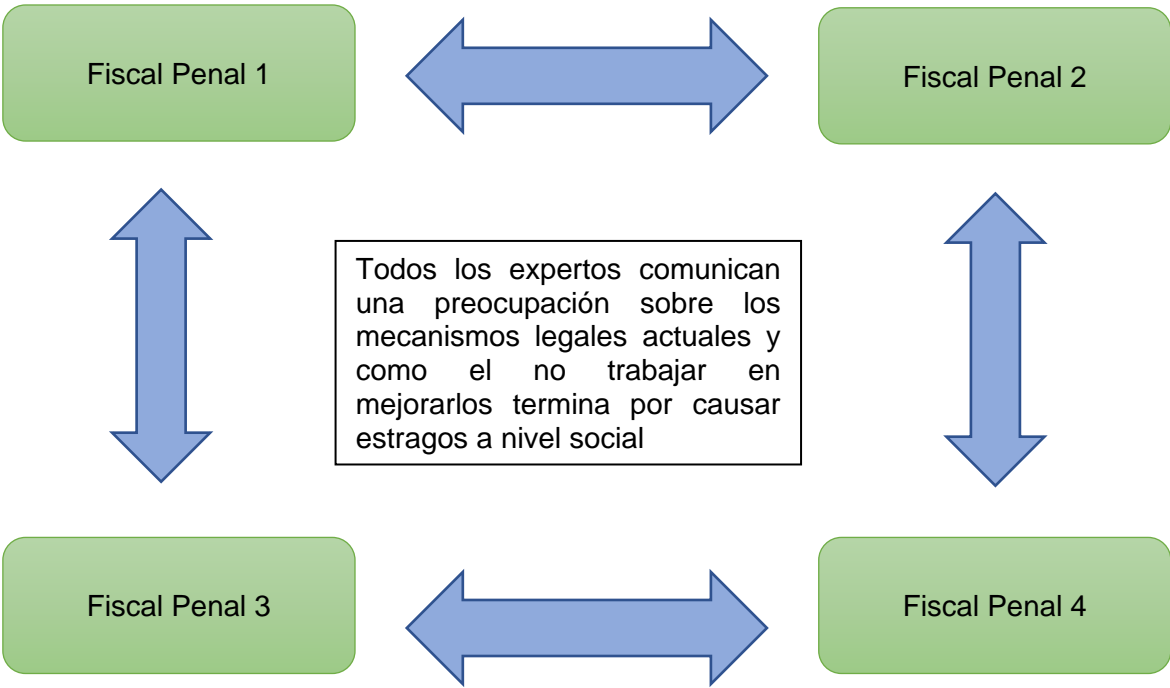 Fiscal Penal 1
Fiscal Penal 2
Todos los expertos comunican
una preocupación sobre los
mecanismos legales actuales y
como el no trabajar en
mejorarlos termina por causar
estragos a nivel social
Fiscal Penal 3
Fiscal Penal 4